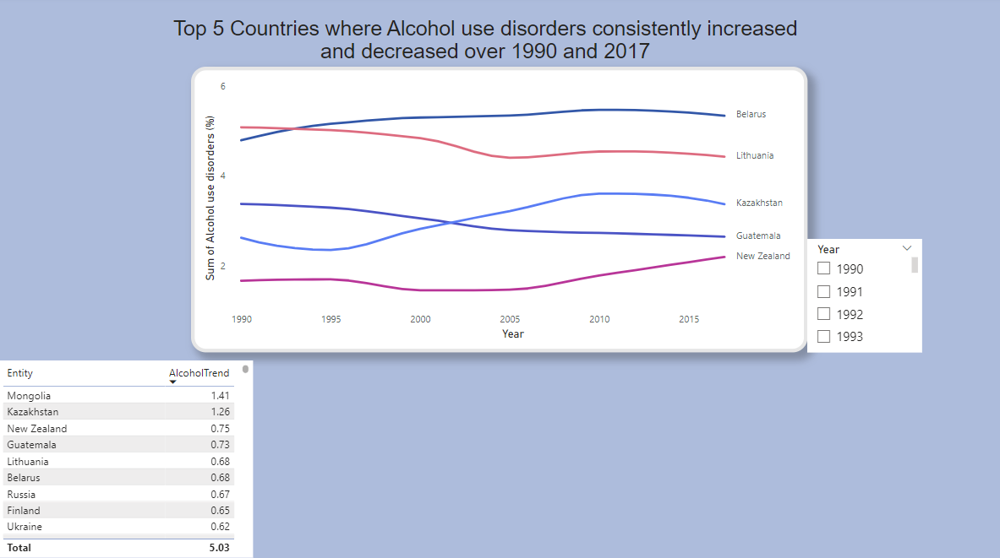 Top 5 Countries where Alcohol use disorders consistently increased
and decreased over 1990 and 2017
Sum of Alcohol use disorders (%)
6
4
2
Belarus
Lithuania
Kazakhstan
Guatemala
New Zealand
1990 1995 2000 2005 2010 2015
Year
Year
1990
1991
1992
1993
Entity AlcoholTrend
Mongolia 1.41
Kazakhstan 1.26
New Zealand 0.75
Guatemala 0.73
Lithuania 0.68
Belarus 0.68
Russia 0.67
Finland 0.65
Ukraine 0.62
Total 5.03